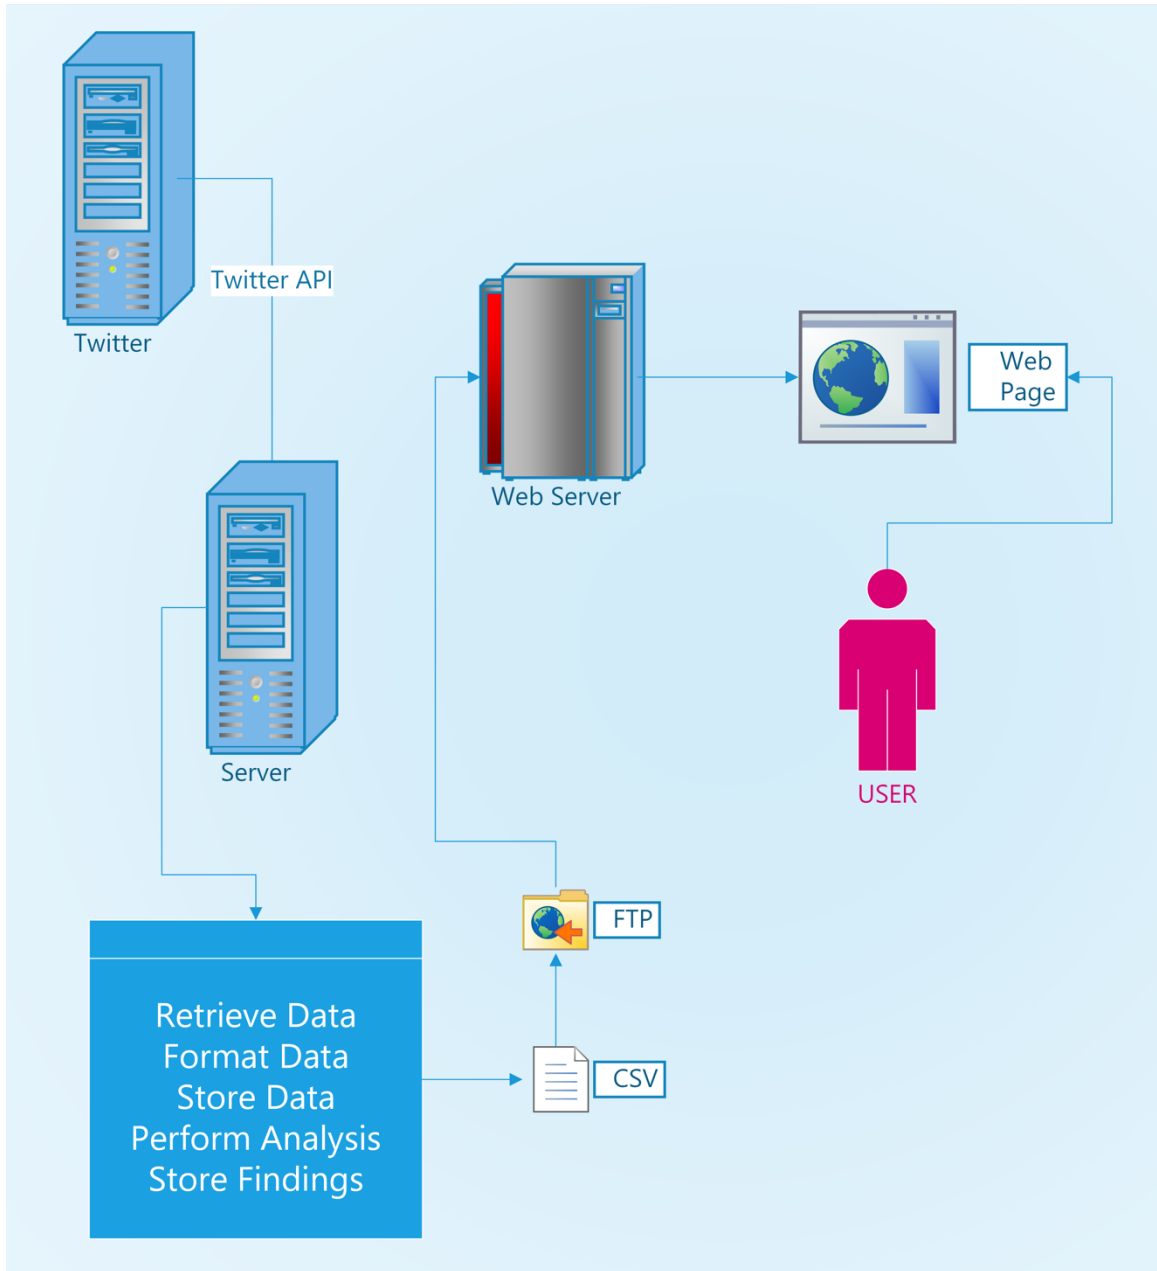 Twitter API
Twitter
Web
Page
Web Server
Server
USER
FTP
Retrieve Data
Format Data
Store Data
Perform Analysis
Store Findings
CSV